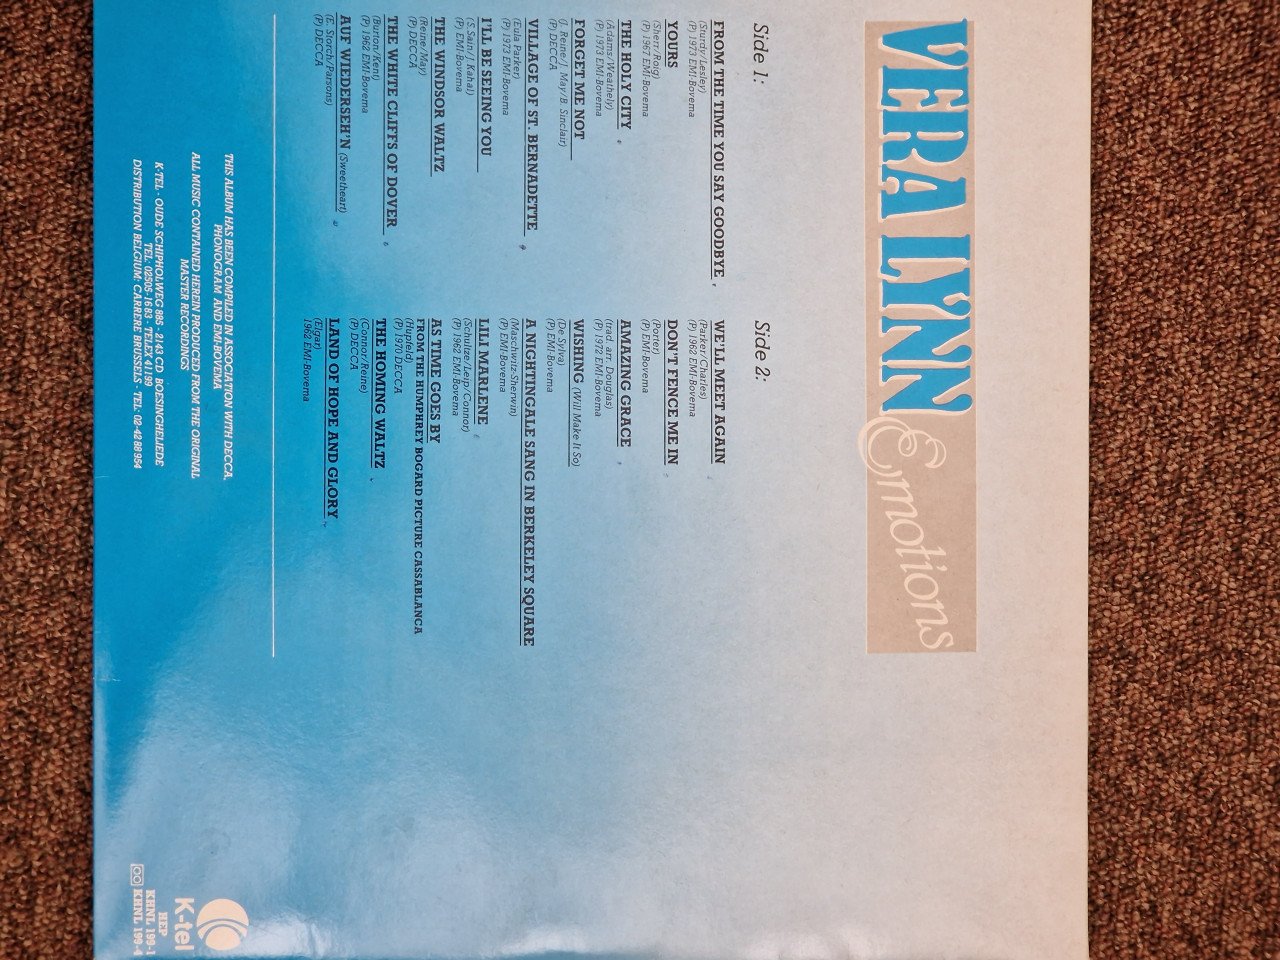 VERA LYNN Emotions
Side 1:
FROM THE TIME YOU SAY GOODBYE
(Sturdy/Lesley)
(P) 1973 EMI-Bovema
YOURS
(Sherr/Roig)
(P) 1967 EMI-Bovema
THE HOLY CITY
(Adams/Weathely)
(P) 1972 EMI-Bovema
FORGET ME NOT
(J. Reine/J. May/B. Sinclair)
(P) DECCA
VILLAGE OF ST. BERNADETTE
(Eula Parker)
(P) 1973 EMI-Bovema
I'LL BE SEEING YOU
(S. Sain/J. Kahal)
(P) EMI-Bovema
THE WINDSOR WALTZ
(Reine/May)
(P) DECCA
THE WHITE CLIFFS OF DOVER
(Burton/Kent)
(P) 1962 EMI-Bovema
AUF WIEDERSEH'N (Sweetheart)
(E. Storch/Parsons)
(P) DECCA
Side 2:
WE'LL MEET AGAIN
(Parker/Charles)
(P) 1962 EMI-Bovema
DON'T FENCE ME IN
(Porter)
(P) EMI-Bovema
AMAZING GRACE
(trad. arr. Douglas)
(P) 1972 EMI-Bovema
WISHING (Will Make It So)
(De Sylva)
(P) EMI-Bovema
A NIGHTINGALE SANG IN BERKELEY SQUARE
(Maschwitz-Sherwin)
(P) EMI-Bovema
LILI MARLENE
(Schultze/Leip/Connor)
(P) 1962 EMI-Bovema
AS TIME GOES BY
FROM THE HUMPHREY BOGARD PICTURE CASSABLANCA
(Hupfeld)
(P) 1970 DECCA
THE HOMING WALTZ
(Connor/Reine)
(P) DECCA
LAND OF HOPE AND GLORY
(Elgar)
1962 EMI-Bovema
THIS ALBUM HAS BEEN COMPILED IN ASSOCIATION WITH DECCA,
PHONOGRAM AND EMI-BOVEMA
ALL MUSIC CONTAINED HEREIN PRODUCED FROM THE ORIGINAL
MASTER RECORDINGS
K-TEL - OUDE SCHIPHOLWEG 885 - 2143 CD BOESINGHELIEDE
TEL. 02505-1683 - TELEX 41199
DISTRIBUTION BELGIUM: CARRERE BRUSSELS - TEL: 02-4288954
K-tel
HEP
KHNL 199-1
KHNL 199-4